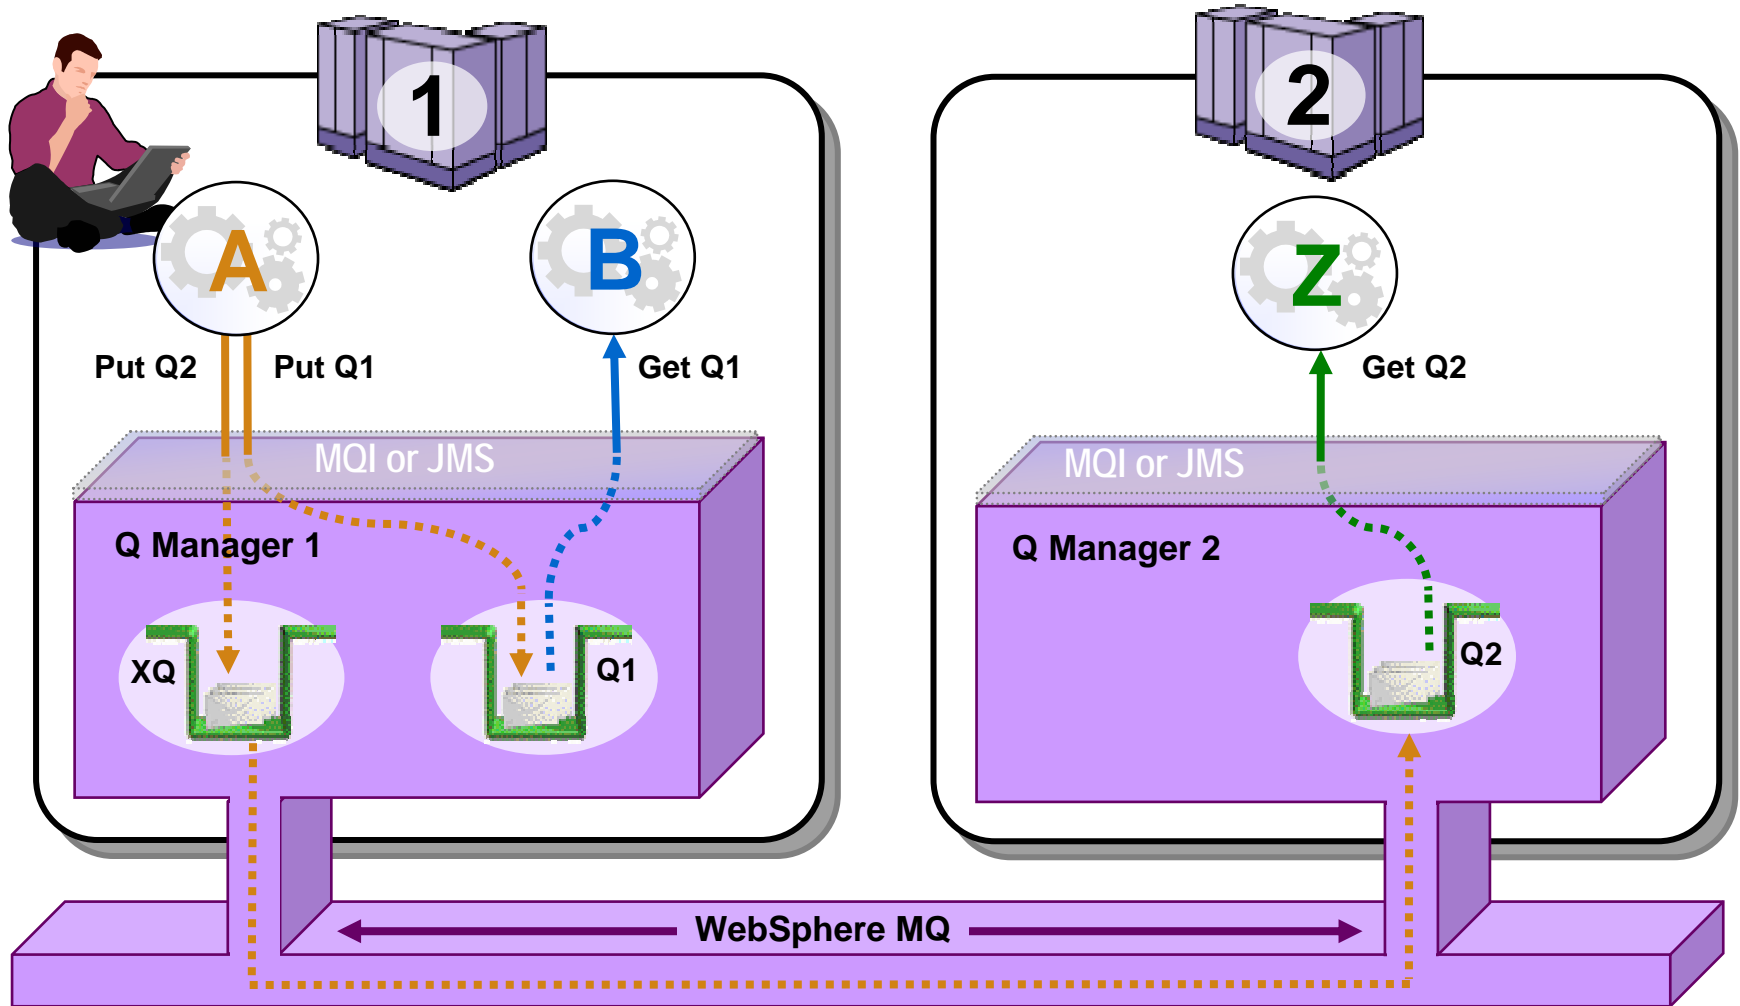 1
2
A
B
Z
Put Q2
Put Q1
Get Q1
Get Q2
MQI or JMS
MQI or JMS
Q Manager 1
Q Manager 2
XQ
Q1
Q2
WebSphere MQ